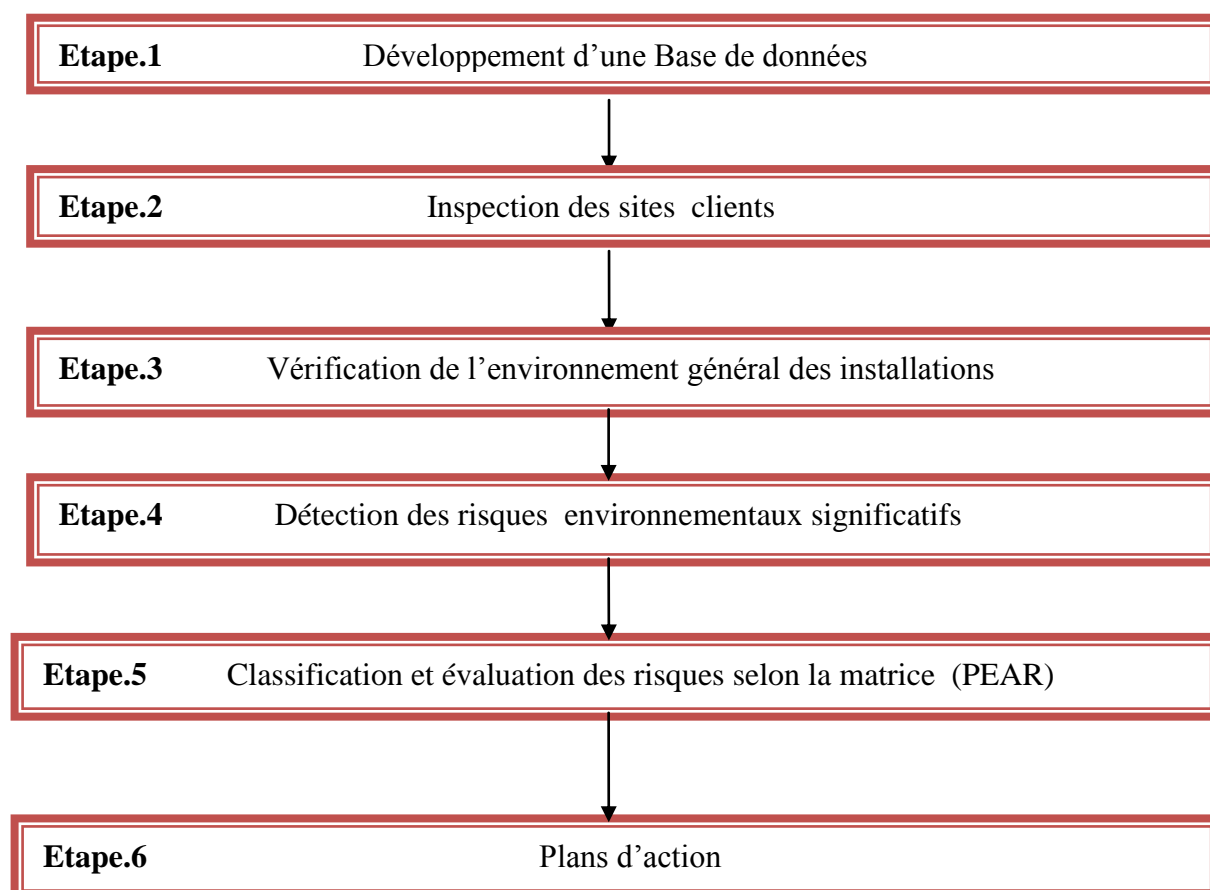 Etape.1 Développement d’une Base de données
Etape.2 Inspection des sites clients
Etape.3 Vérification de l’environnement général des installations
Etape.4 Détection des risques environnementaux significatifs
Etape.5 Classification et évaluation des risques selon la matrice (PEAR)
Etape.6 Plans d’action